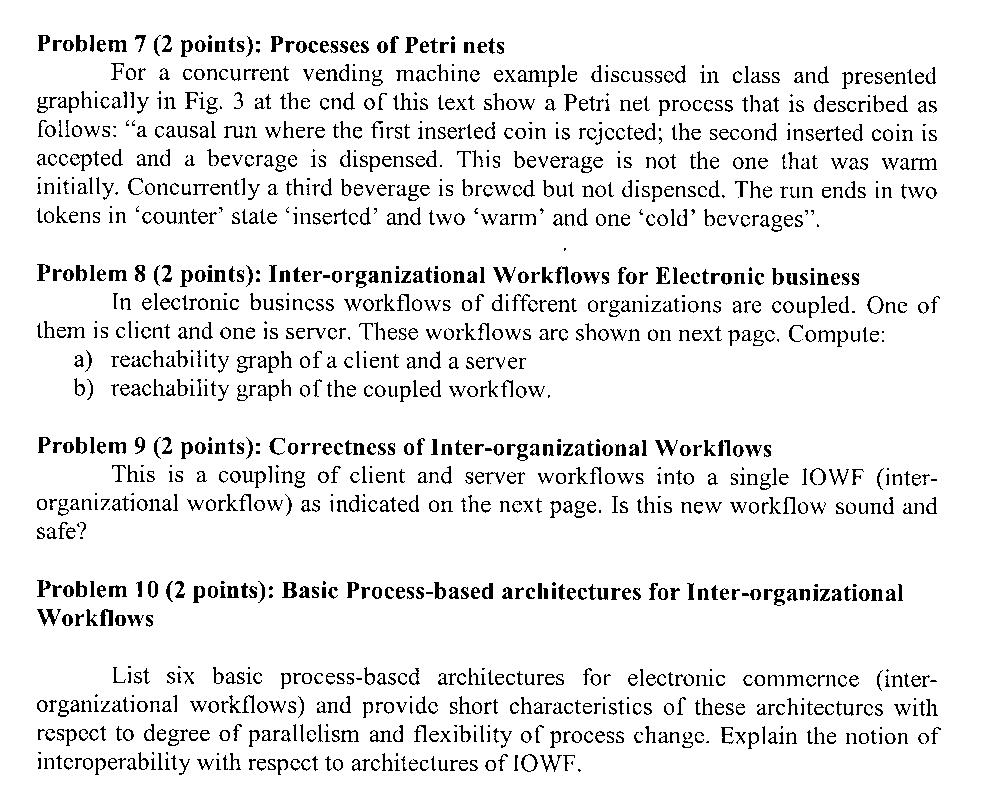 Problem 7 (2 points): Processes of Petri nets
For a concurrent vending machine example discussed in class and presented
graphically in Fig. 3 at the end of this text show a Petri net process that is described as
follows: “a causal run where the first inserted coin is rejected; the second inserted coin is
accepted and a beverage is dispensed. This beverage is not the one that was warm
initially. Concurrently a third beverage is brewed but not dispensed. The run ends in two
tokens in ‘counter’ state ‘inserted’ and two ‘warm’ and one ‘cold’ beverages”.
Problem 8 (2 points): Inter-organizational Workflows for Electronic business
In electronic business workflows of different organizations are coupled. One of
them is client and one is server. These workflows are shown on next page. Compute:
a) reachability graph of a client and a server
b) reachability graph of the coupled workflow.
Problem 9 (2 points): Correctness of Inter-organizational Workflows
This is a coupling of client and server workflows into a single IOWF (inter-
organizational workflow) as indicated on the next page. Is this new workflow sound and
safe?
Problem 10 (2 points): Basic Process-based architectures for Inter-organizational
Workflows
List six basic process-based architectures for electronic commernce (inter-
organizational workflows) and provide short characteristics of these architectures with
respect to degree of parallelism and flexibility of process change. Explain the notion of
interoperability with respect to architectures of IOWF.